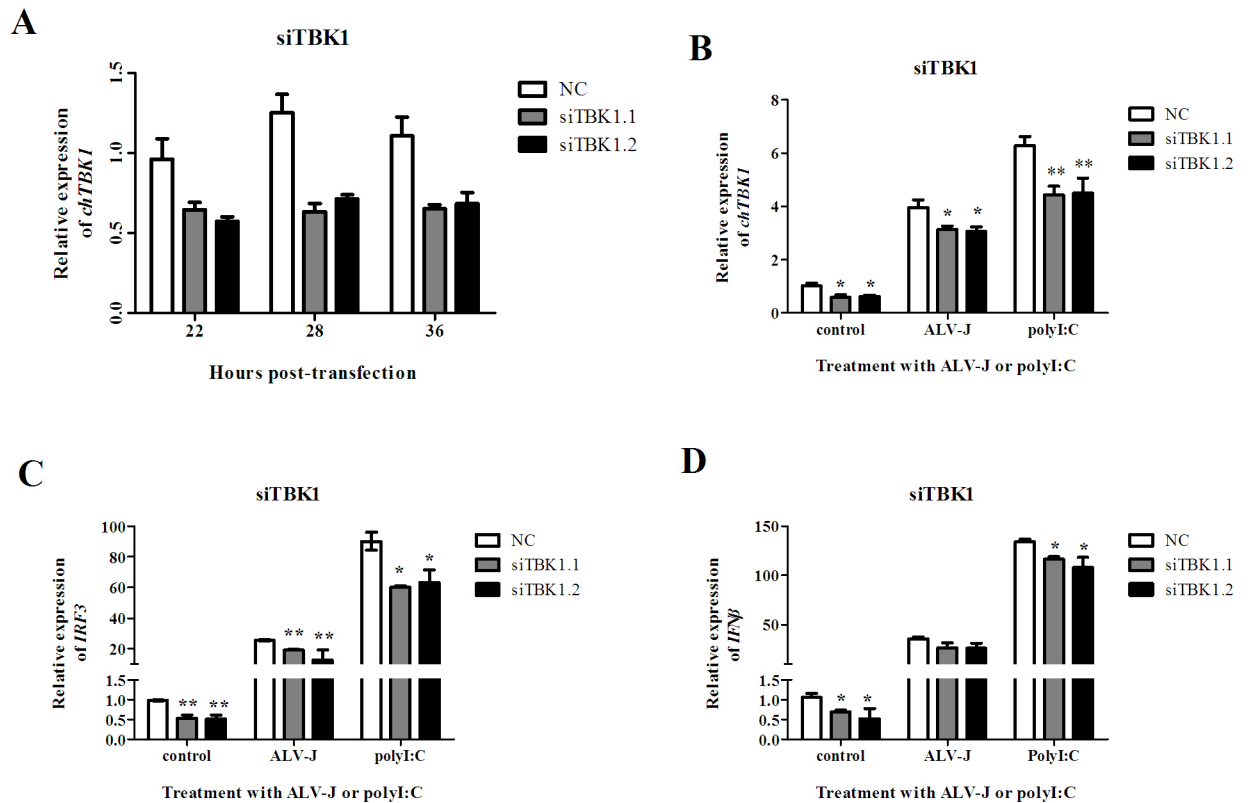 A
siTBK1
Relative expression
of chTBK1
1.5
1.0
0.5
0.0
22 28 36
Hours post-transfection
NC
siTBK1.1
siTBK1.2
B
siTBK1
Relative expression
of chTBK1
8
6
4
2
0
* *
* *
** **
control ALV-J polyI:C
Treatment with ALV-J or polyI:C
NC
siTBK1.1
siTBK1.2
C
siTBK1
Relative expression
of IRF3
100
80
60
40
20
1.5
1.0
0.5
0.0
** **
** **
* *
control ALV-J polyI:C
Treatment with ALV-J or polyI:C
NC
siTBK1.1
siTBK1.2
D
siTBK1
Relative expression
of IFNβ
150
100
50
1.5
1.0
0.5
0.0
* *
* *
control ALV-J PolyI:C
Treatment with ALV-J or polyI:C
NC
siTBK1.1
siTBK1.2